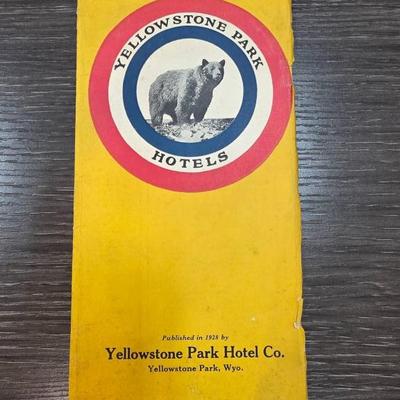 YELLOWSTONE PARK
HOTELS
Published in 1928 by
Yellowstone Park Hotel Co.
Yellowstone Park, Wyo.